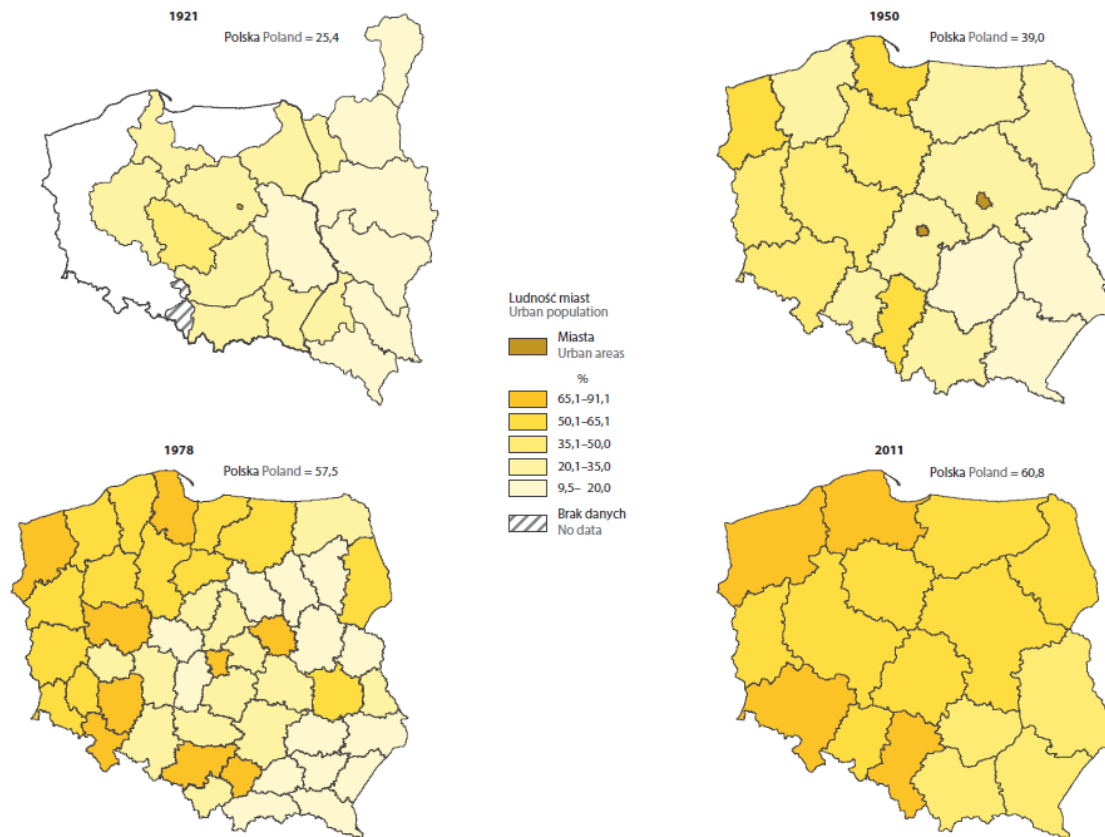 1921
Polska Poland = 25,4
1950
Polska Poland = 39,0
Ludność miast
Urban population
Miasta
Urban areas
%
65,1–91,1
50,1–65,1
35,1–50,0
20,1–35,0
9,5– 20,0
Brak danych
No data
1978
Polska Poland = 57,5
2011
Polska Poland = 60,8